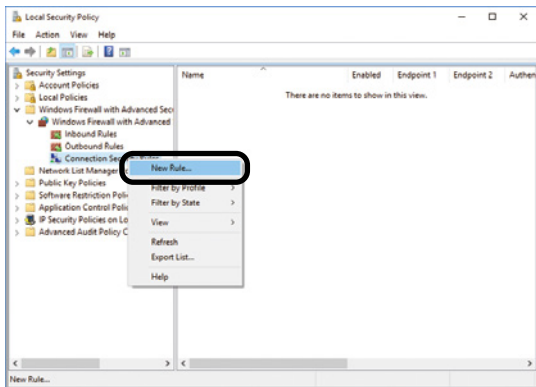 Local Security Policy
File Action View Help
Security Settings
Account Policies
Local Policies
Windows Firewall with Advanced Secu
Windows Firewall with Advanced
Inbound Rules
Outbound Rules
Connection Security Rules
Network List Manager
Public Key Policies
Software Restriction Poli
Application Control Polic
IP Security Policies on Lo
Advanced Audit Policy C
Name Enabled Endpoint 1 Endpoint 2 Authen
There are no items to show in this view.
New Rule...
Filter by Profile
Filter by State
View
Refresh
Export List...
Help
New Rule...